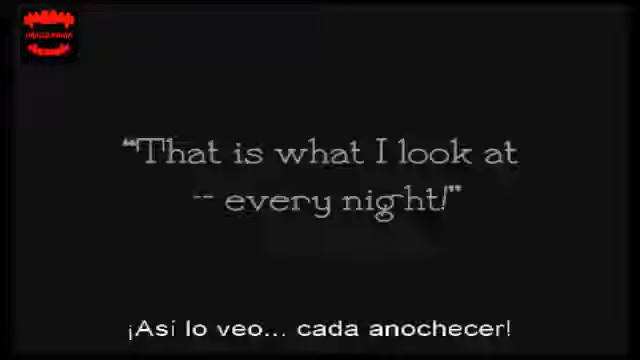 "That is what I look at
-- every night!"
¡Así lo veo... cada anochecer!